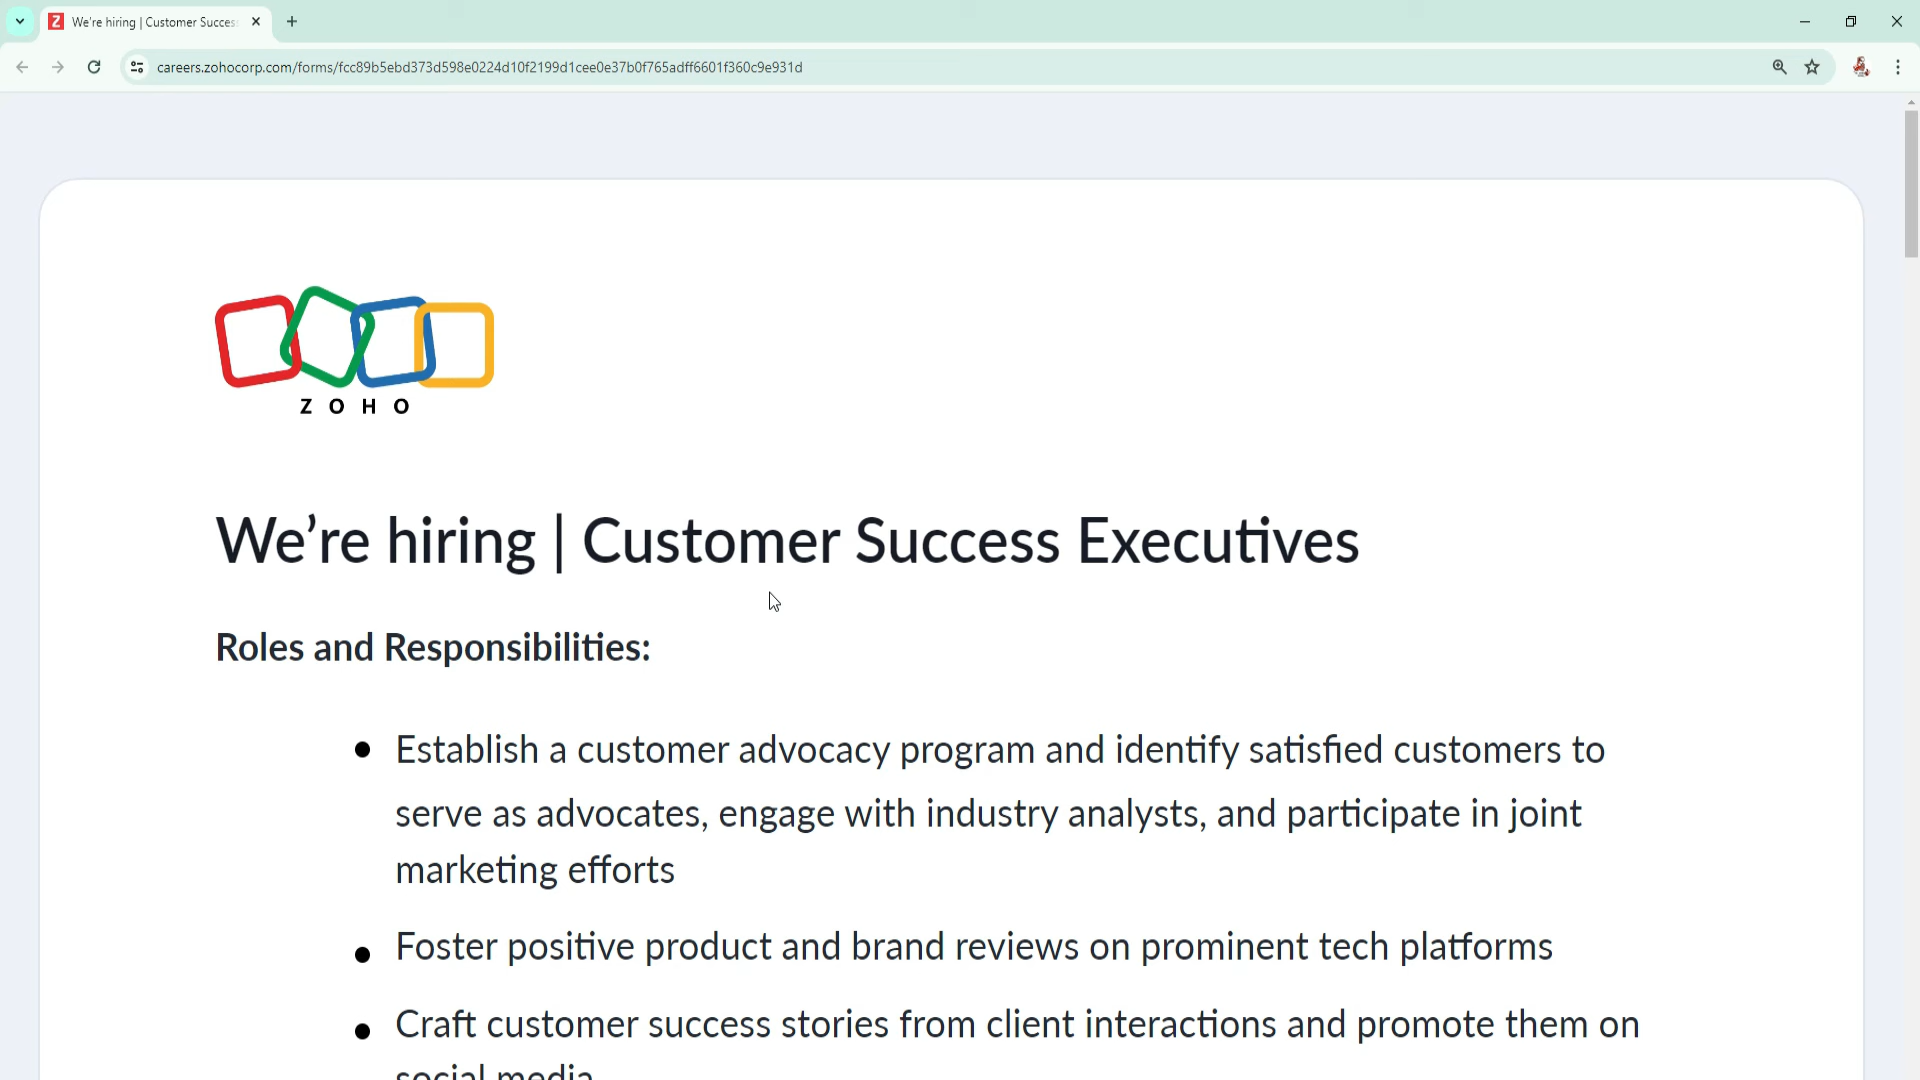 We're hiring | Customer Succes
careers.zohocorp.com/forms/fcc89b5ebd373d598e0224d10f2199d1cee0e37b0f765adff6601f360c9e931d
ZOHO
We’re hiring | Customer Success Executives
Roles and Responsibilities:
Establish a customer advocacy program and identify satisfied customers to
serve as advocates, engage with industry analysts, and participate in joint
marketing efforts
Foster positive product and brand reviews on prominent tech platforms
Craft customer success stories from client interactions and promote them on
social media